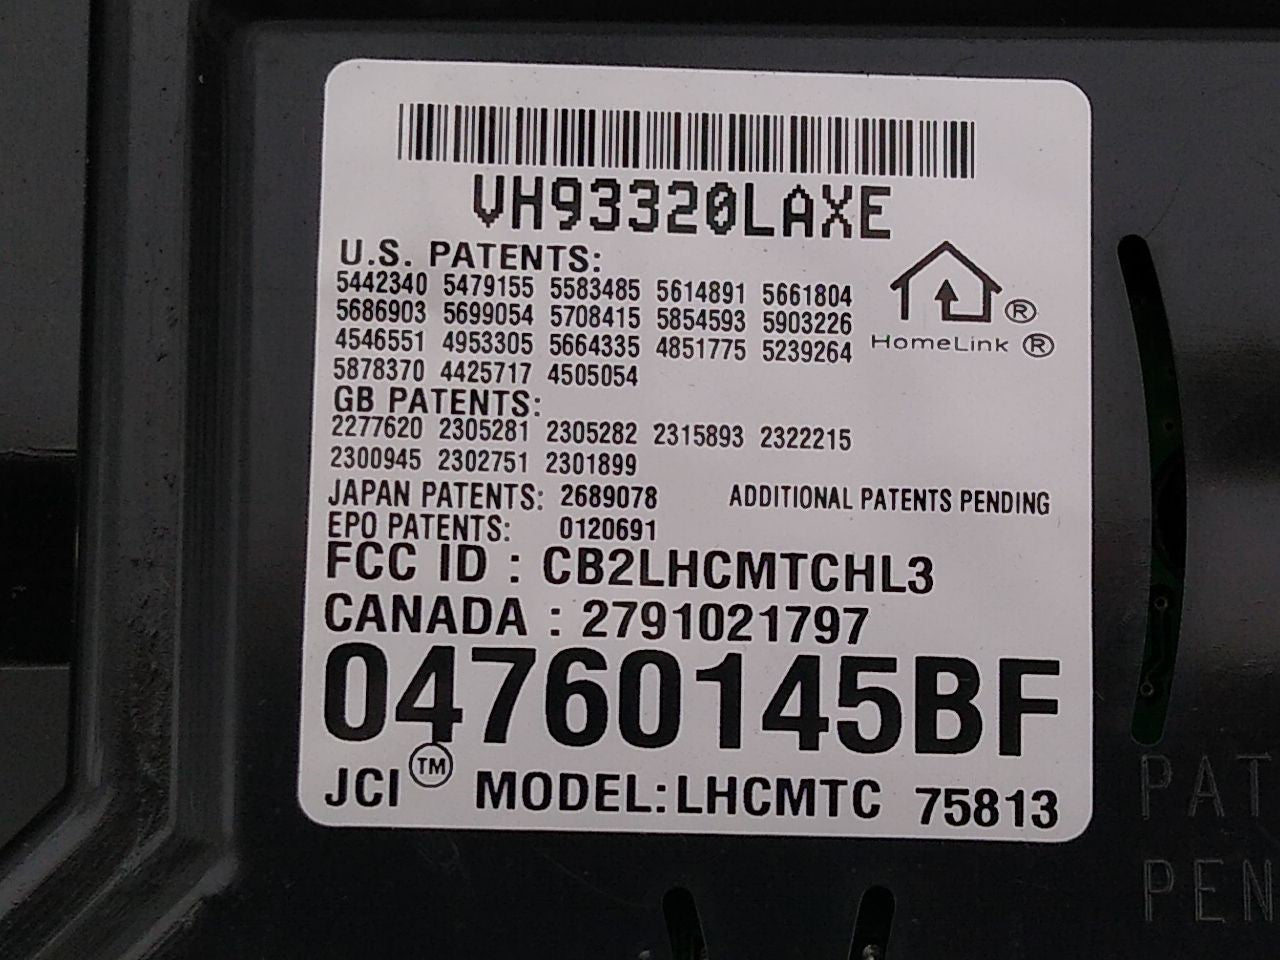 VH93320LAXE
U.S. PATENTS:
5442340 5479155 5583485 5614891 5661804
5686903 5699054 5708415 5854593 5903226
4546551 4953305 5664335 4851775 5239264
5878370 4425717 4505054
HomeLink ®
®
GB PATENTS:
2277620 2305281 2305282 2315893 2322215
2300945 2302751 2301899
JAPAN PATENTS: 2689078 ADDITIONAL PATENTS PENDING
EPO PATENTS: 0120691
FCC ID : CB2LHCMTCHL3
CANADA : 2791021797
04760145BF
JCI TM MODEL: LHCMTC 75813
PAT
PEN